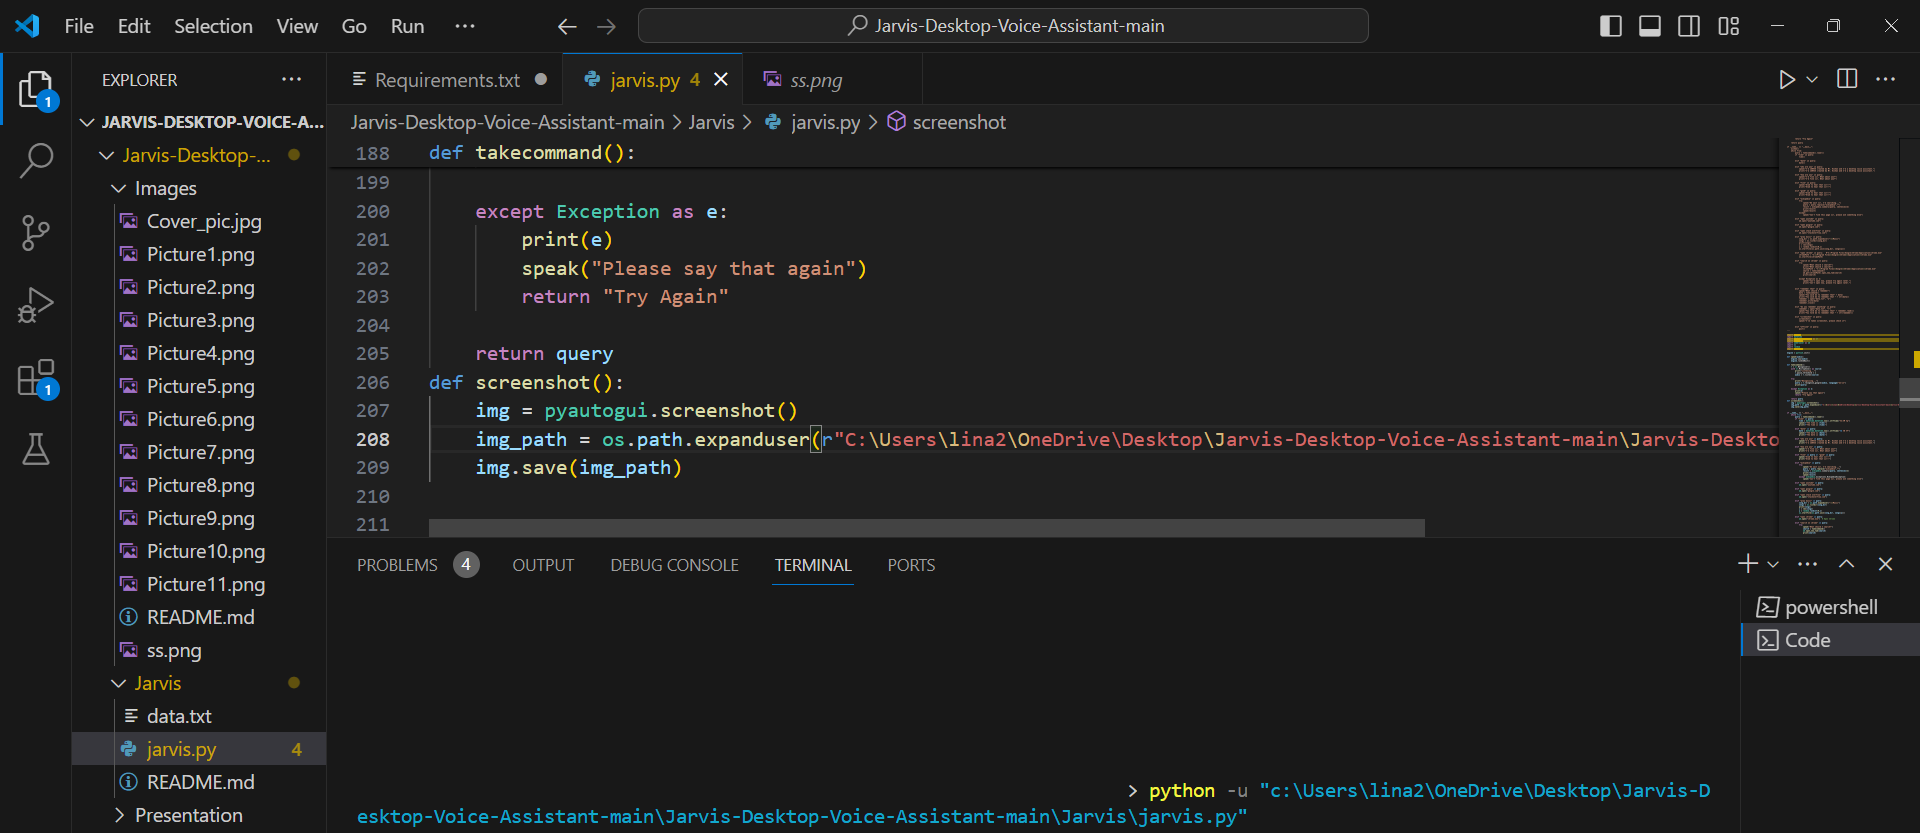 File Edit Selection View Go Run ··· Jarvis-Desktop-Voice-Assistant-main
EXPLORER ···
JARVIS-DESKTOP-VOICE-A...
Jarvis-Desktop-...
Images
Cover_pic.jpg
Picture1.png
Picture2.png
Picture3.png
Picture4.png
Picture5.png
Picture6.png
Picture7.png
Picture8.png
Picture9.png
Picture10.png
Picture11.png
README.md
ss.png
Jarvis
data.txt
jarvis.py 4
README.md
Presentation
1
1
Requirements.txt jarvis.py 4 ss.png
Jarvis-Desktop-Voice-Assistant-main > Jarvis > jarvis.py > screenshot
188 def takecommand():
199
200 except Exception as e:
201 print(e)
202 speak("Please say that again")
203 return "Try Again"
204
205 return query
206 def screenshot():
207 img = pyautogui.screenshot()
208 img_path = os.path.expanduser(r"C:\Users\lina2\OneDrive\Desktop\Jarvis-Desktop-Voice-Assistant-main\Jarvis-Deskto
209 img.save(img_path)
210
211
PROBLEMS 4 OUTPUT DEBUG CONSOLE TERMINAL PORTS
powershell
Code
> python -u "c:\Users\lina2\OneDrive\Desktop\Jarvis-D
esktop-Voice-Assistant-main\Jarvis-Desktop-Voice-Assistant-main\Jarvis\jarvis.py"